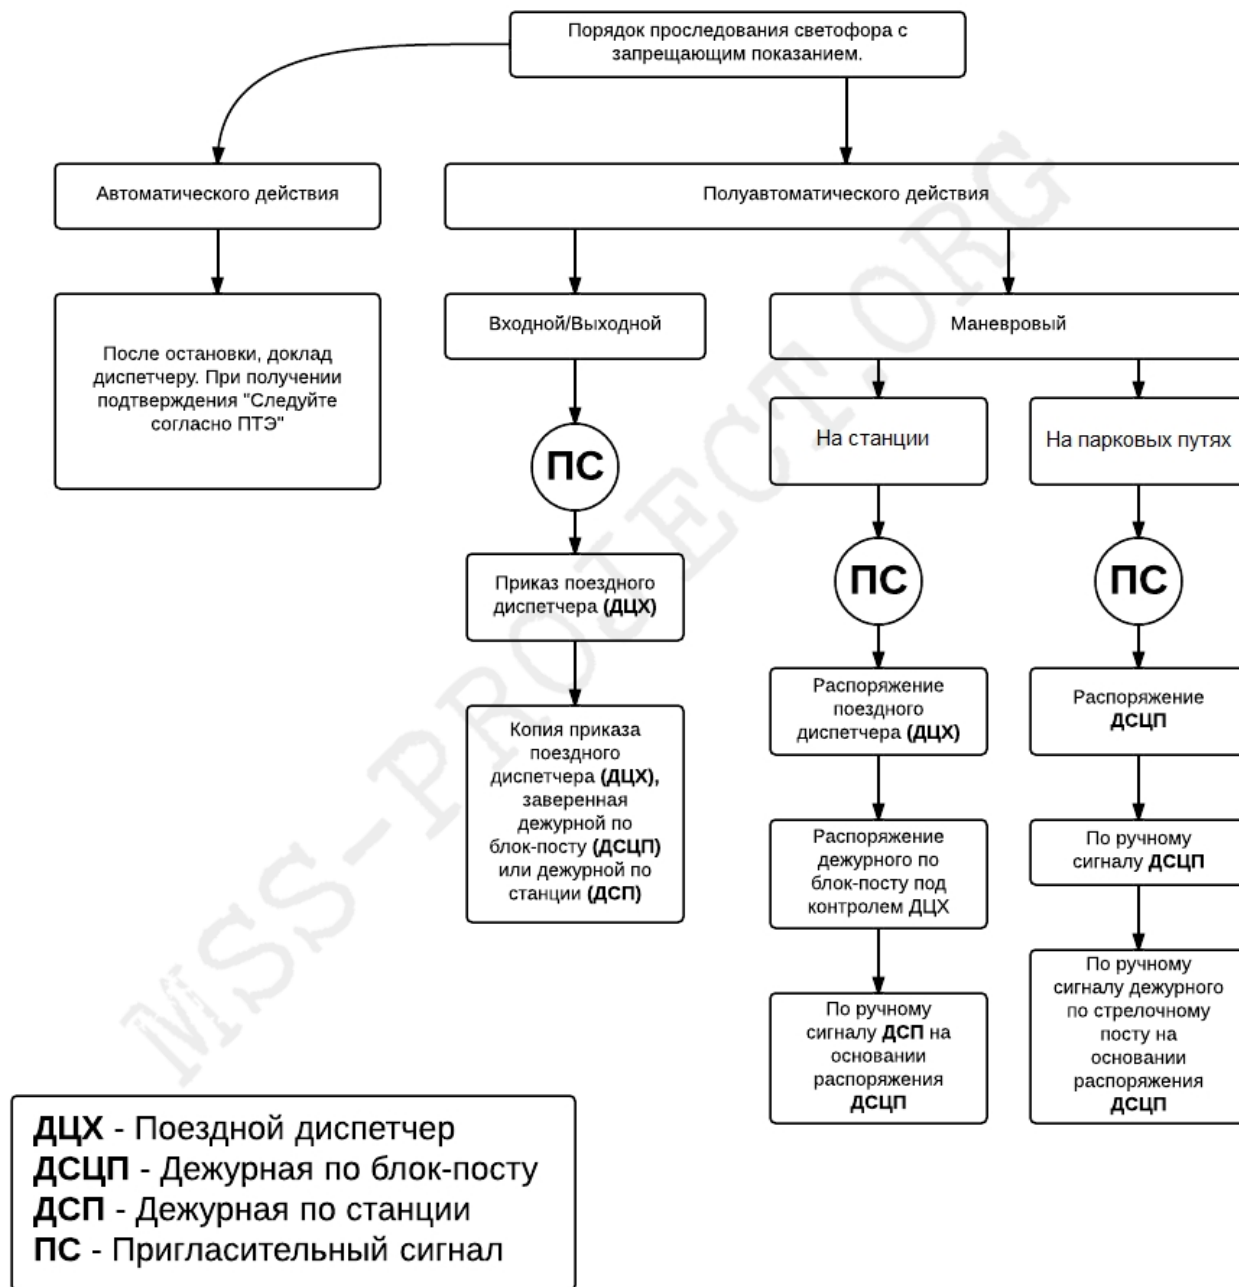 Порядок проследования светофора с
запрещающим показанием.
Автоматического действия
Полуавтоматического действия
После остановки, доклад
диспетчеру. При получении
подтверждения "Следуйте
согласно ПТЭ"
Входной/Выходной
Маневровый
ПС
На станции
На парковых путях
Приказ поездного
диспетчера (ДЦХ)
ПС
ПС
Копия приказа
поездного
диспетчера (ДЦХ),
заверенная
дежурной по
блок-посту (ДСЦП)
или дежурной по
станции (ДСП)
Распоряжение
поездного
диспетчера (ДЦХ)
Распоряжение
ДСЦП
Распоряжение
дежурного по
блок-посту под
контролем ДЦХ
По ручному
сигналу ДСЦП
По ручному
сигналу ДСП на
основании
распоряжения
ДСЦП
По ручному
сигналу дежурного
по стрелочному
посту на
основании
распоряжения
ДСЦП
ДЦХ - Поездной диспетчер
ДСЦП - Дежурная по блок-посту
ДСП - Дежурная по станции
ПС - Пригласительный сигнал
MSS-PROJECT.ORG